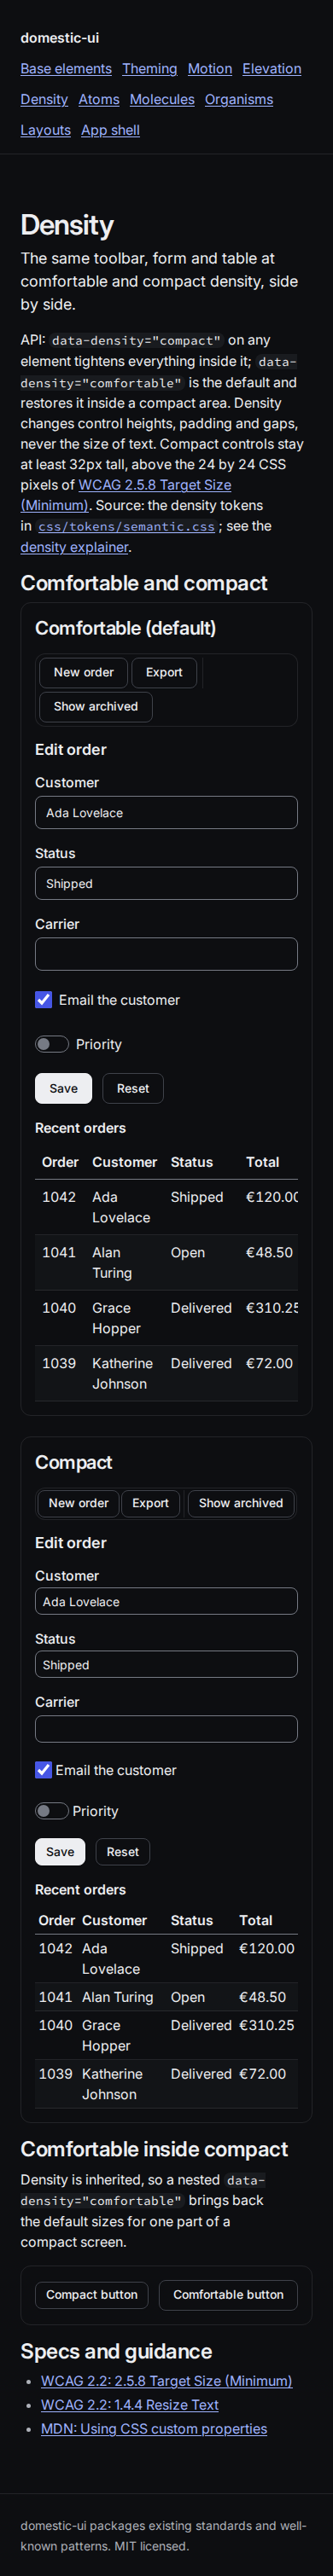 domestic-ui
Base elements Theming Motion Elevation
Density Atoms Molecules Organisms
Layouts App shell
Density
The same toolbar, form and table at
comfortable and compact density, side
by side.
API: data-density="compact" on any
element tightens everything inside it; data-
density="comfortable" is the default and
restores it inside a compact area. Density
changes control heights, padding and gaps,
never the size of text. Compact controls stay
at least 32px tall, above the 24 by 24 CSS
pixels of WCAG 2.5.8 Target Size
(Minimum). Source: the density tokens
in css/tokens/semantic.css; see the
density explainer.
Comfortable and compact
Comfortable (default)
New order Export
Show archived
Edit order
Customer
Ada Lovelace
Status
Shipped
Carrier
Email the customer
Priority
Save Reset
Recent orders
Order Customer Status Total
1042 Ada Shipped €120.00
Lovelace
1041 Alan Open €48.50
Turing
1040 Grace Delivered €310.25
Hopper
1039 Katherine Delivered €72.00
Johnson
Compact
New order Export Show archived
Edit order
Customer
Ada Lovelace
Status
Shipped
Carrier
Email the customer
Priority
Save Reset
Recent orders
Order Customer Status Total
1042 Ada Shipped €120.00
Lovelace
1041 Alan Turing Open €48.50
2040 Grace Delivered €310.25
Hopper
1039 Katherine Delivered €72.00
Johnson
Comfortable inside compact
Density is inherited, so a nested data-
density="comfortable" brings back
the default sizes for one part of a
compact screen.
Compact button Comfortable button
Specs and guidance
WCAG 2.2: 2.5.8 Target Size (Minimum)
WCAG 2.2: 1.4.4 Resize Text
MDN: Using CSS custom properties
domestic-ui packages existing standards and well-
known patterns. MIT licensed.